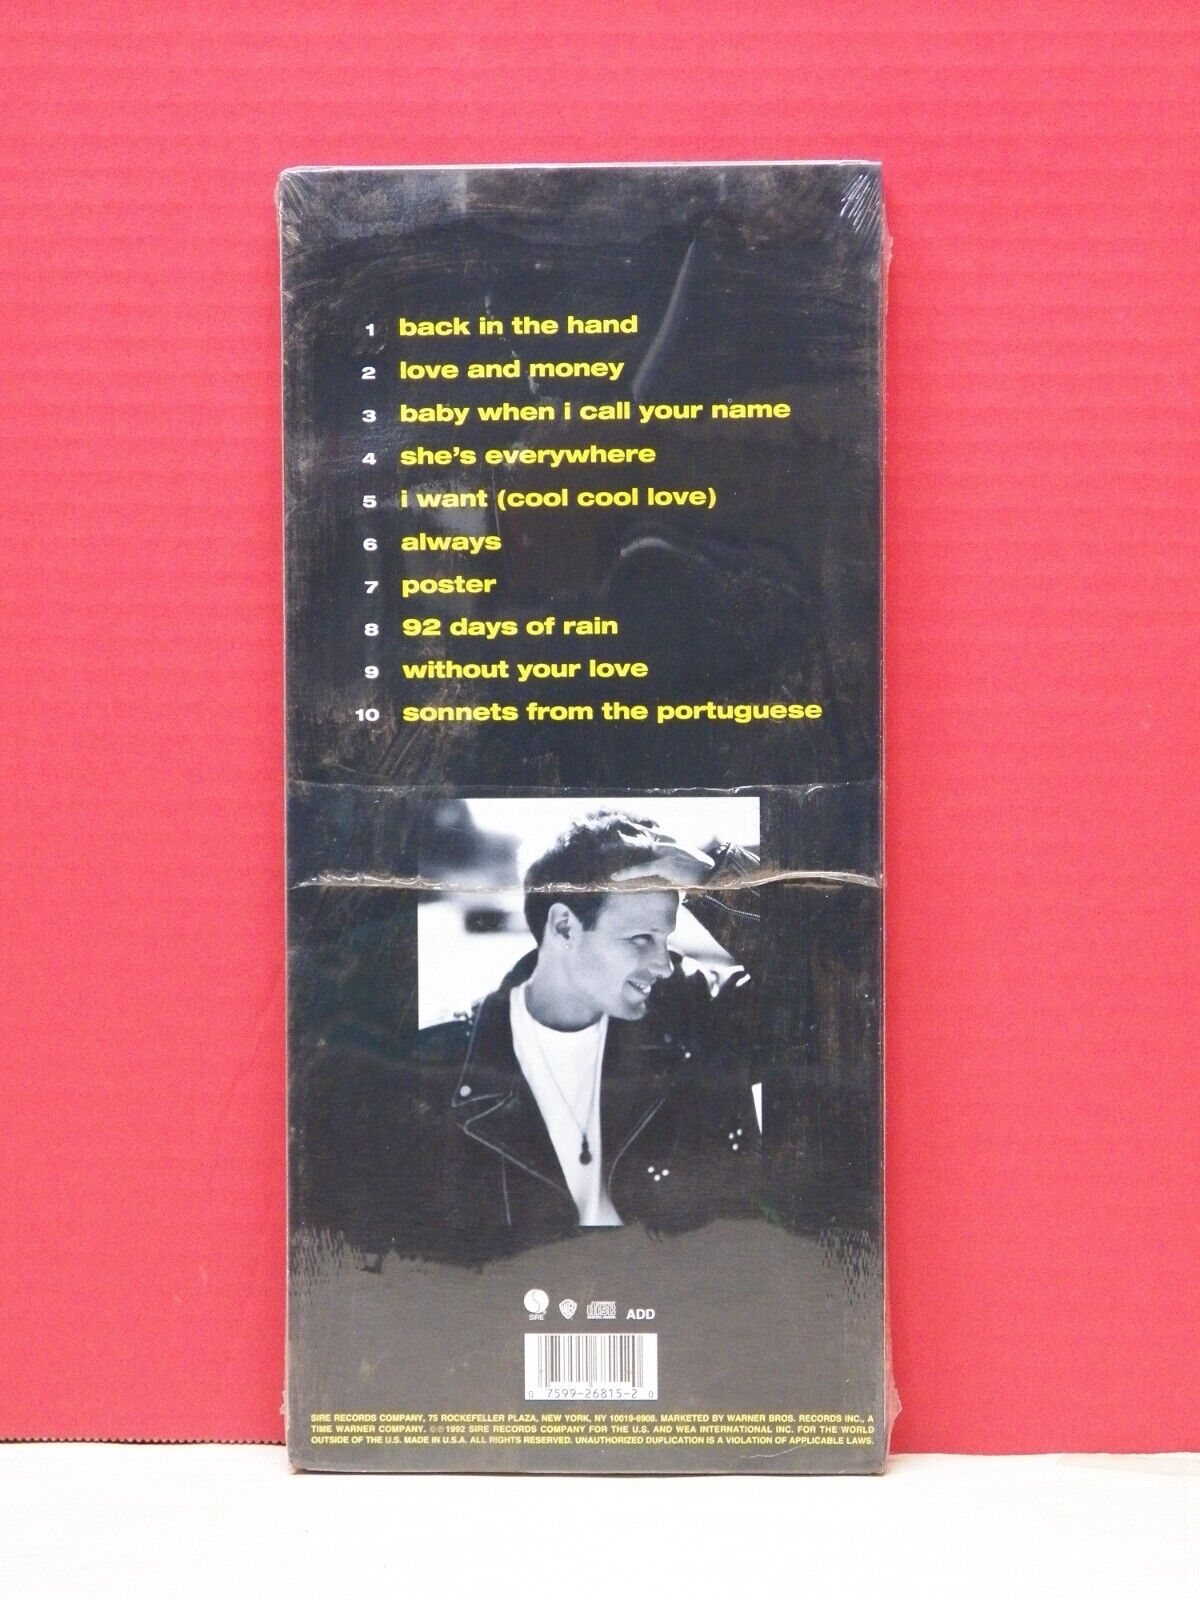 1 back in the hand
2 love and money
3 baby when i call your name
4 she's everywhere
5 i want (cool cool love)
6 always
7 poster
8 92 days of rain
9 without your love
10 sonnets from the portuguese
SIRE WB COMPACT disc DIGITAL AUDIO ADD
0 7599-26815-2 0
SIRE RECORDS COMPANY, 75 ROCKEFELLER PLAZA, NEW YORK, NY 10019-6908. MARKETED BY WARNER BROS. RECORDS INC., A
TIME WARNER COMPANY. ©℗1992 SIRE RECORDS COMPANY FOR THE U.S. AND WEA INTERNATIONAL INC. FOR THE WORLD
OUTSIDE OF THE U.S. MADE IN U.S.A. ALL RIGHTS RESERVED. UNAUTHORIZED DUPLICATION IS A VIOLATION OF APPLICABLE LAWS.